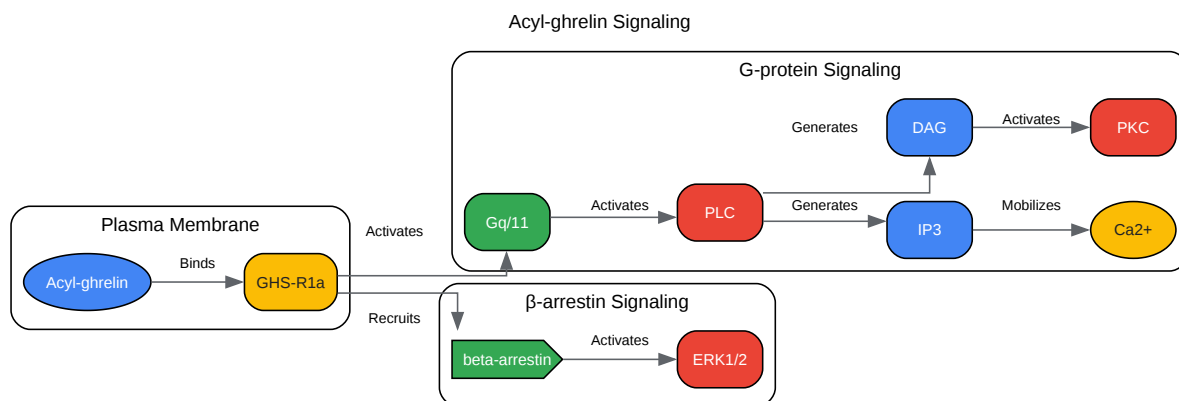 Acyl-ghrelin Signaling
G-protein Signaling
Generates
DAG
Activates
PKC
Plasma Membrane
Activates
Gq/11
Activates
PLC
Generates
IP3
Mobilizes
Ca2+
Acyl-ghrelin
Binds
GHS-R1a
Recruits
β-arrestin Signaling
beta-arrestin
Activates
ERK1/2